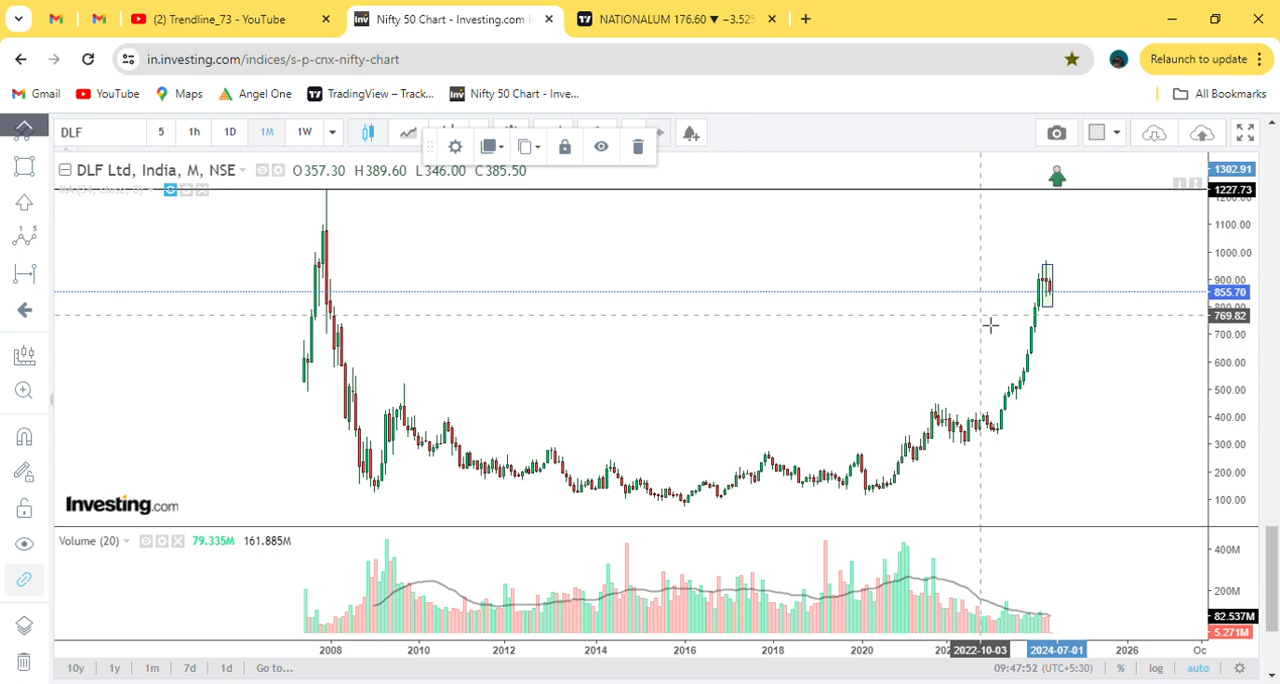 (2) Trendline_73 - YouTube
Nifty 50 Chart - Investing.com
NATIONALUM 176.60 ▼ −3.52%
in.investing.com/indices/s-p-cnx-nifty-chart
Relaunch to update
Gmail
YouTube
Maps
Angel One
TradingView – Track...
Nifty 50 Chart - Inve...
All Bookmarks
DLF
5
1h
1D
1M
1W
DLF Ltd, India, M, NSE
O357.30 H389.60 L346.00 C385.50
1302.91
1227.73
1100.00
1000.00
900.00
855.70
769.82
700.00
600.00
500.00
400.00
300.00
200.00
100.00
Investing.com
Volume (20)
79.335M
161.885M
400M
200M
82.537M
5.271M
2008
2010
2012
2014
2016
2018
2020
2022-10-03
2024-07-01
2026
Oc
10y
1y
1m
7d
1d
Go to...
09:47:52 (UTC+5:30)
%
log
auto